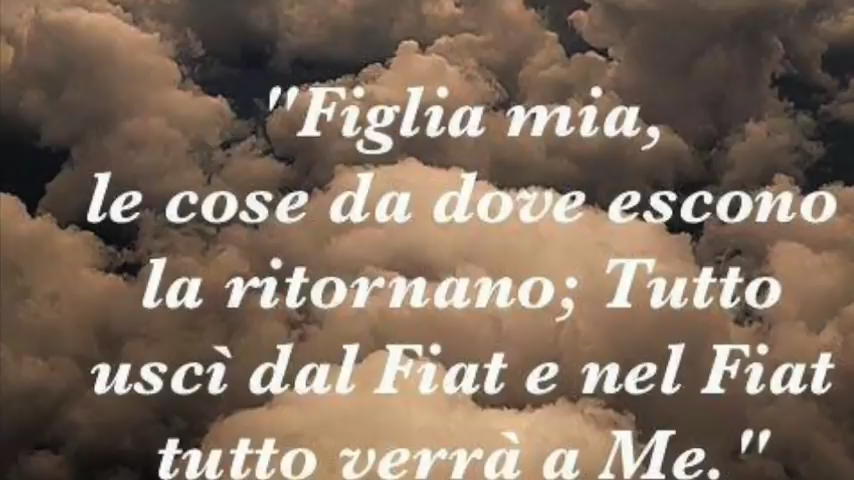 "Figlia mia,
le cose da dove escono
la ritornano; Tutto
uscì dal Fiat e nel Fiat
tutto verrà a Me."